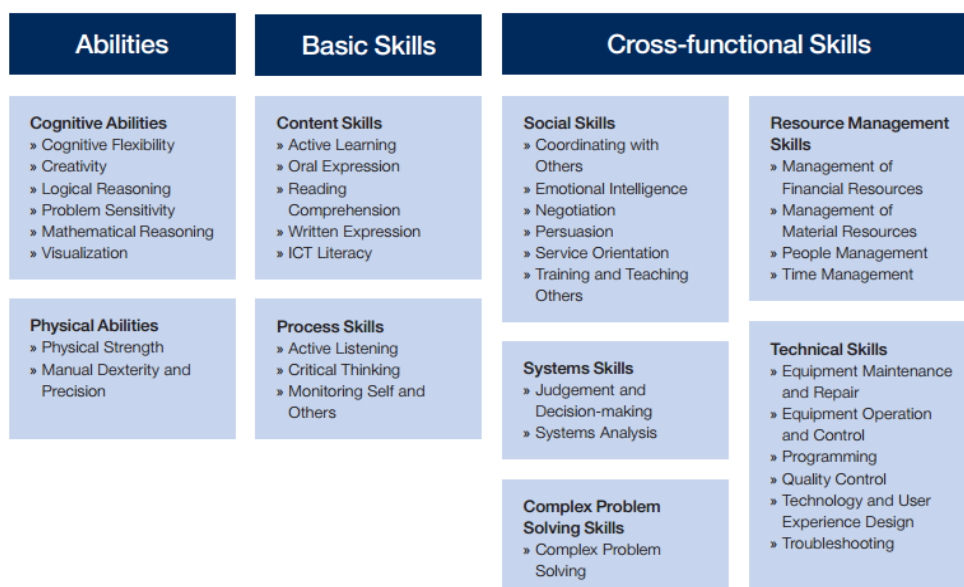 Abilities
Cognitive Abilities
» Cognitive Flexibility
» Creativity
» Logical Reasoning
» Problem Sensitivity
» Mathematical Reasoning
» Visualization
Physical Abilities
» Physical Strength
» Manual Dexterity and
Precision
Basic Skills
Content Skills
» Active Learning
» Oral Expression
» Reading
Comprehension
» Written Expression
» ICT Literacy
Process Skills
» Active Listening
» Critical Thinking
» Monitoring Self and
Others
Cross-functional Skills
Social Skills
» Coordinating with
Others
» Emotional Intelligence
» Negotiation
» Persuasion
» Service Orientation
» Training and Teaching
Others
Systems Skills
» Judgement and
Decision-making
» Systems Analysis
Complex Problem
Solving Skills
» Complex Problem
Solving
Resource Management
Skills
» Management of
Financial Resources
» Management of
Material Resources
» People Management
» Time Management
Technical Skills
» Equipment Maintenance
and Repair
» Equipment Operation
and Control
» Programming
» Quality Control
» Technology and User
Experience Design
» Troubleshooting